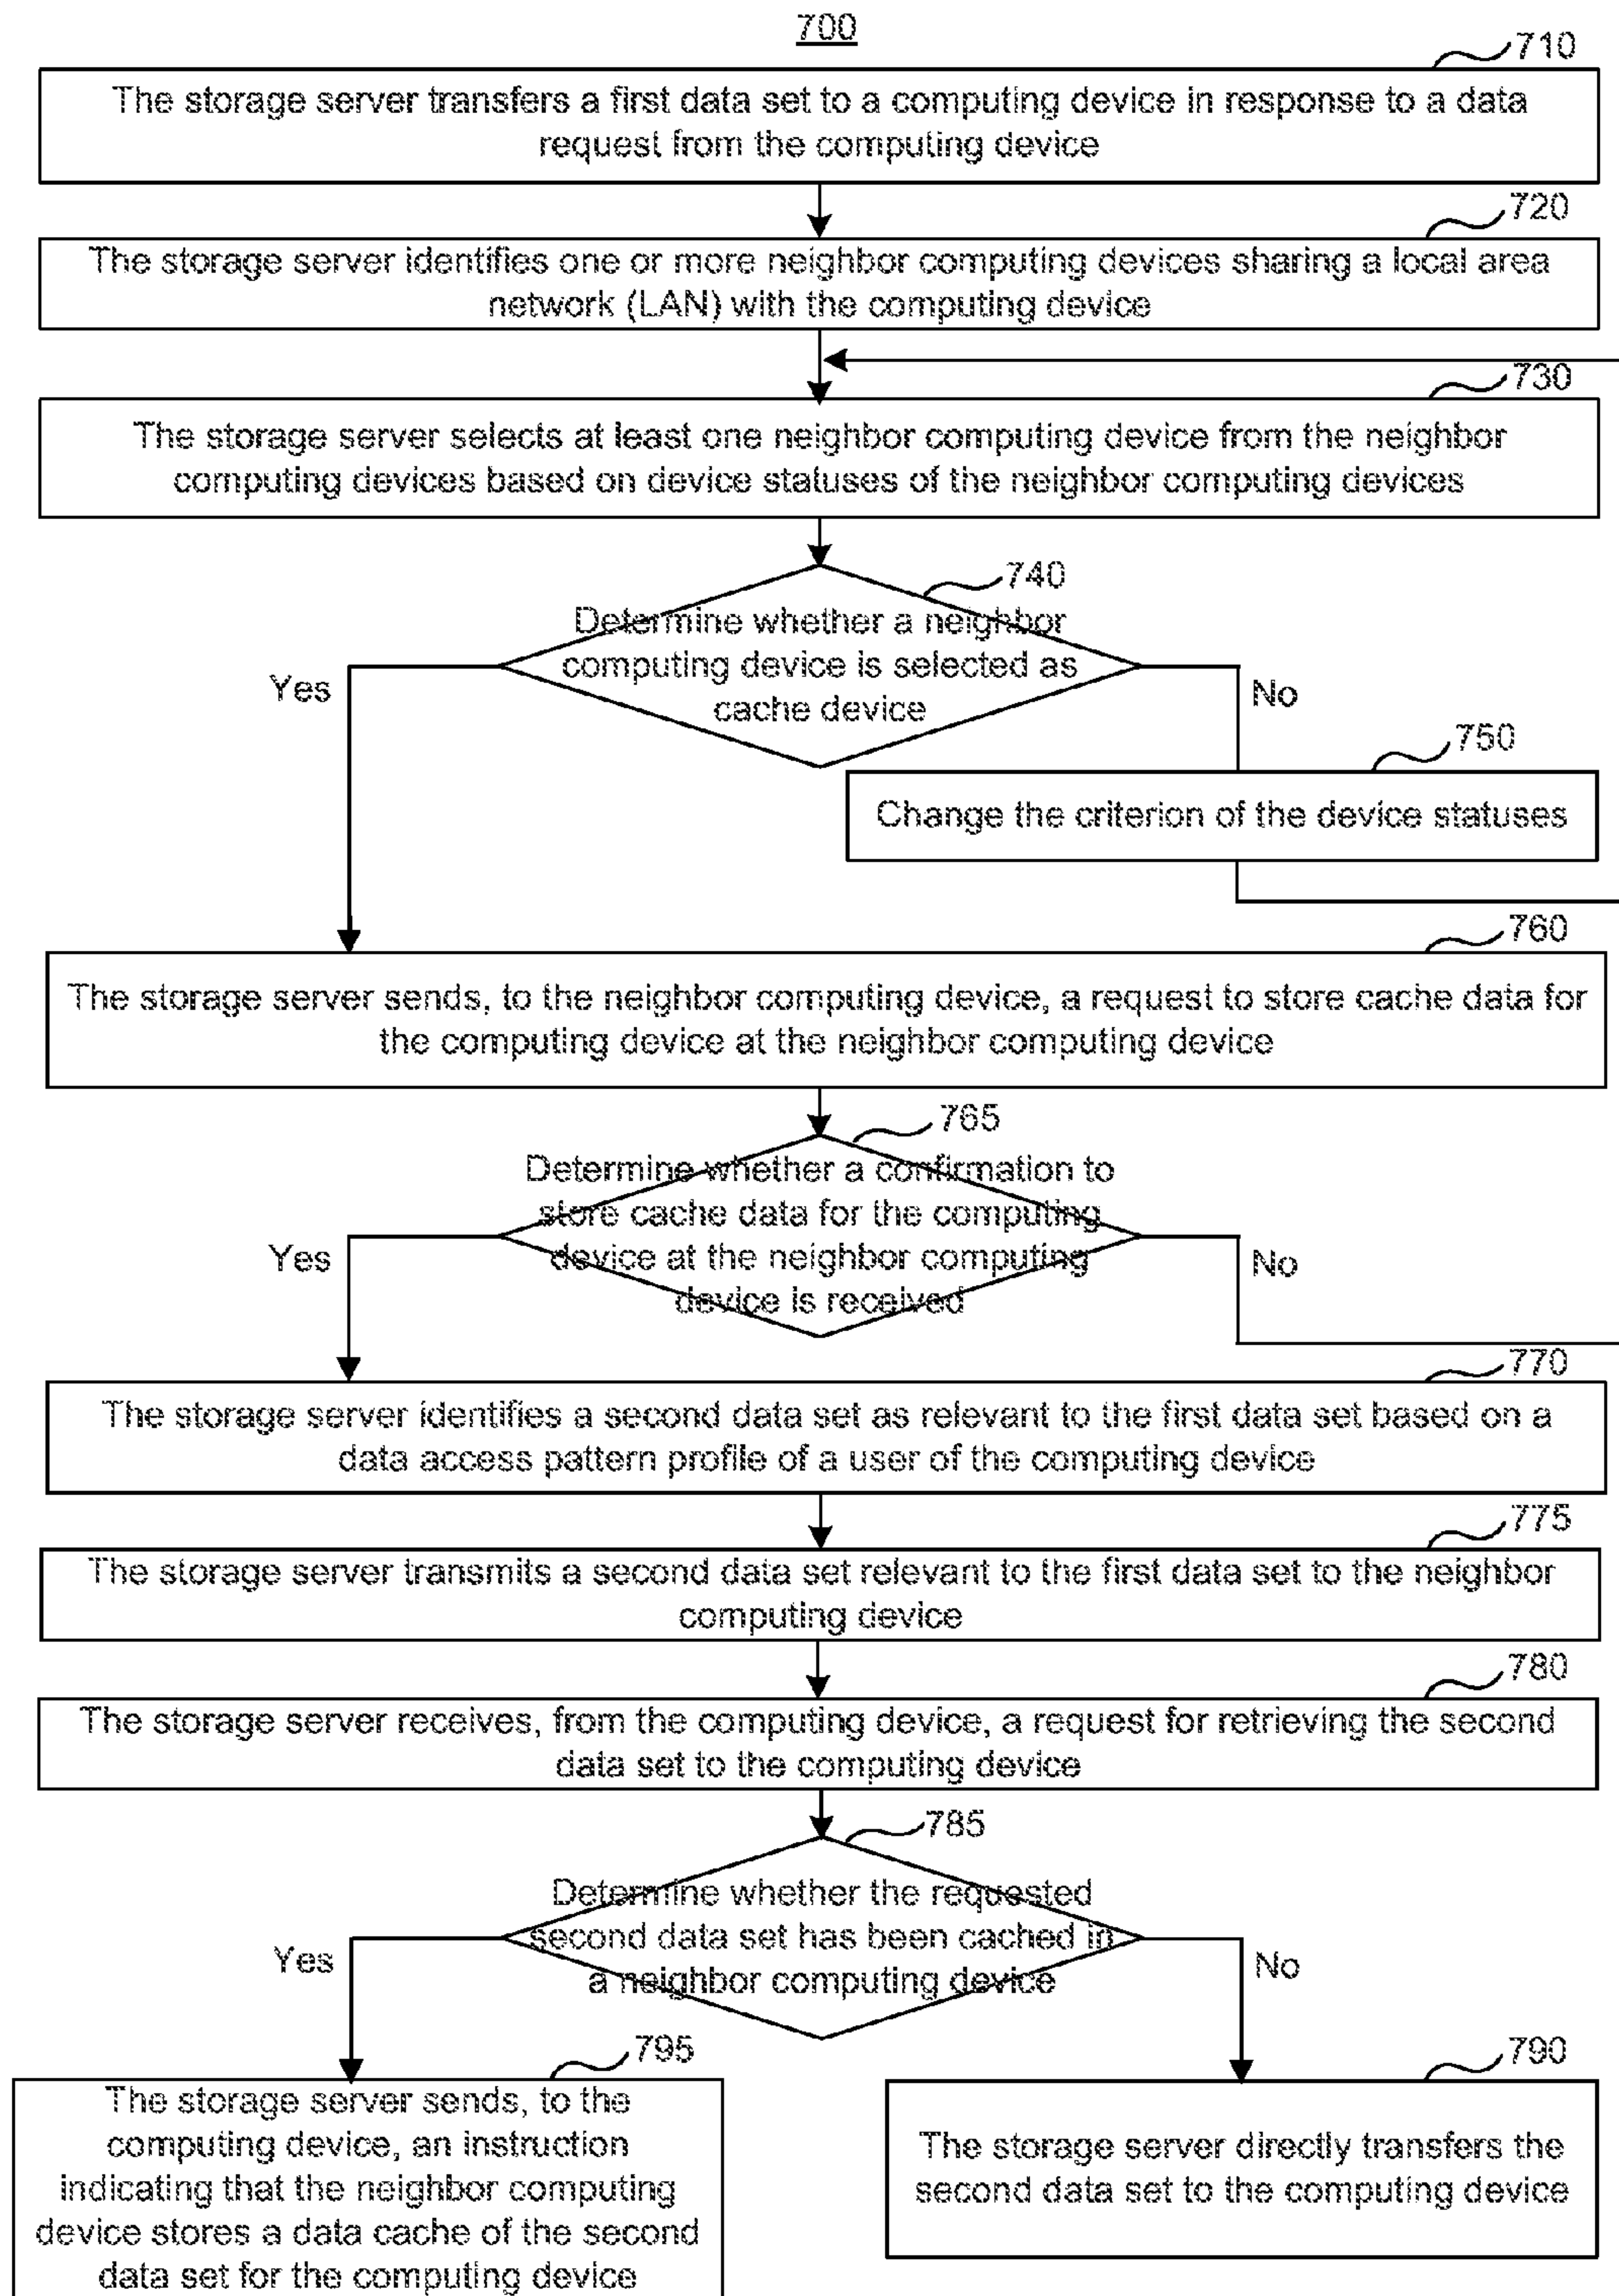 700
710
The storage server transfers a first data set to a computing device in response to a data
request from the computing device
720
The storage server identifies one or more neighbor computing devices sharing a local area
network (LAN) with the computing device
730
The storage server selects at least one neighbor computing device from the neighbor
computing devices based on device statuses of the neighbor computing devices
740
Determine whether a neighbor
computing device is selected as
cache device
Yes
No
750
Change the criterion of the device statuses
760
The storage server sends, to the neighbor computing device, a request to store cache data for
the computing device at the neighbor computing device
765
Determine whether a confirmation to
store cache data for the computing
device at the neighbor computing
device is received
Yes
No
770
The storage server identifies a second data set as relevant to the first data set based on a
data access pattern profile of a user of the computing device
775
The storage server transmits a second data set relevant to the first data set to the neighbor
computing device
780
The storage server receives, from the computing device, a request for retrieving the second
data set to the computing device
785
Determine whether the requested
second data set has been cached in
a neighbor computing device
Yes
No
795
The storage server sends, to the
computing device, an instruction
indicating that the neighbor computing
device stores a data cache of the second
data set for the computing device
790
The storage server directly transfers the
second data set to the computing device